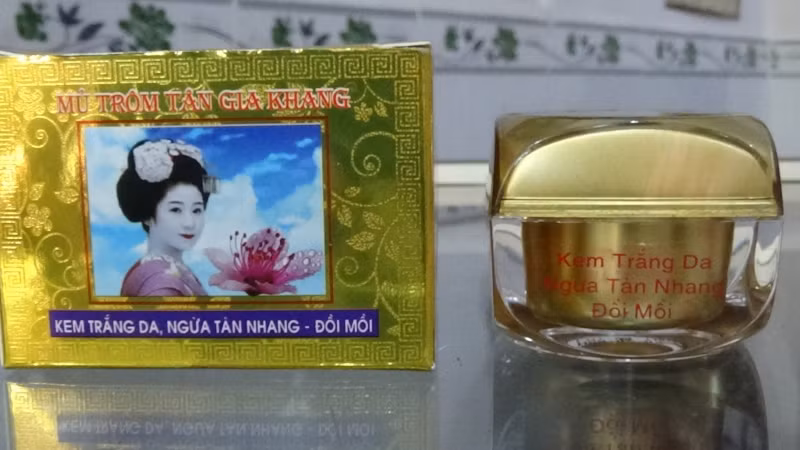 MỦ TRÔM TÂN GIA KHANG
KEM TRẮNG DA, NGỪA TÀN NHANG - ĐỒI MỒI
Kem Trắng Da
Ngừa Tàn Nhang
Đồi Mồi